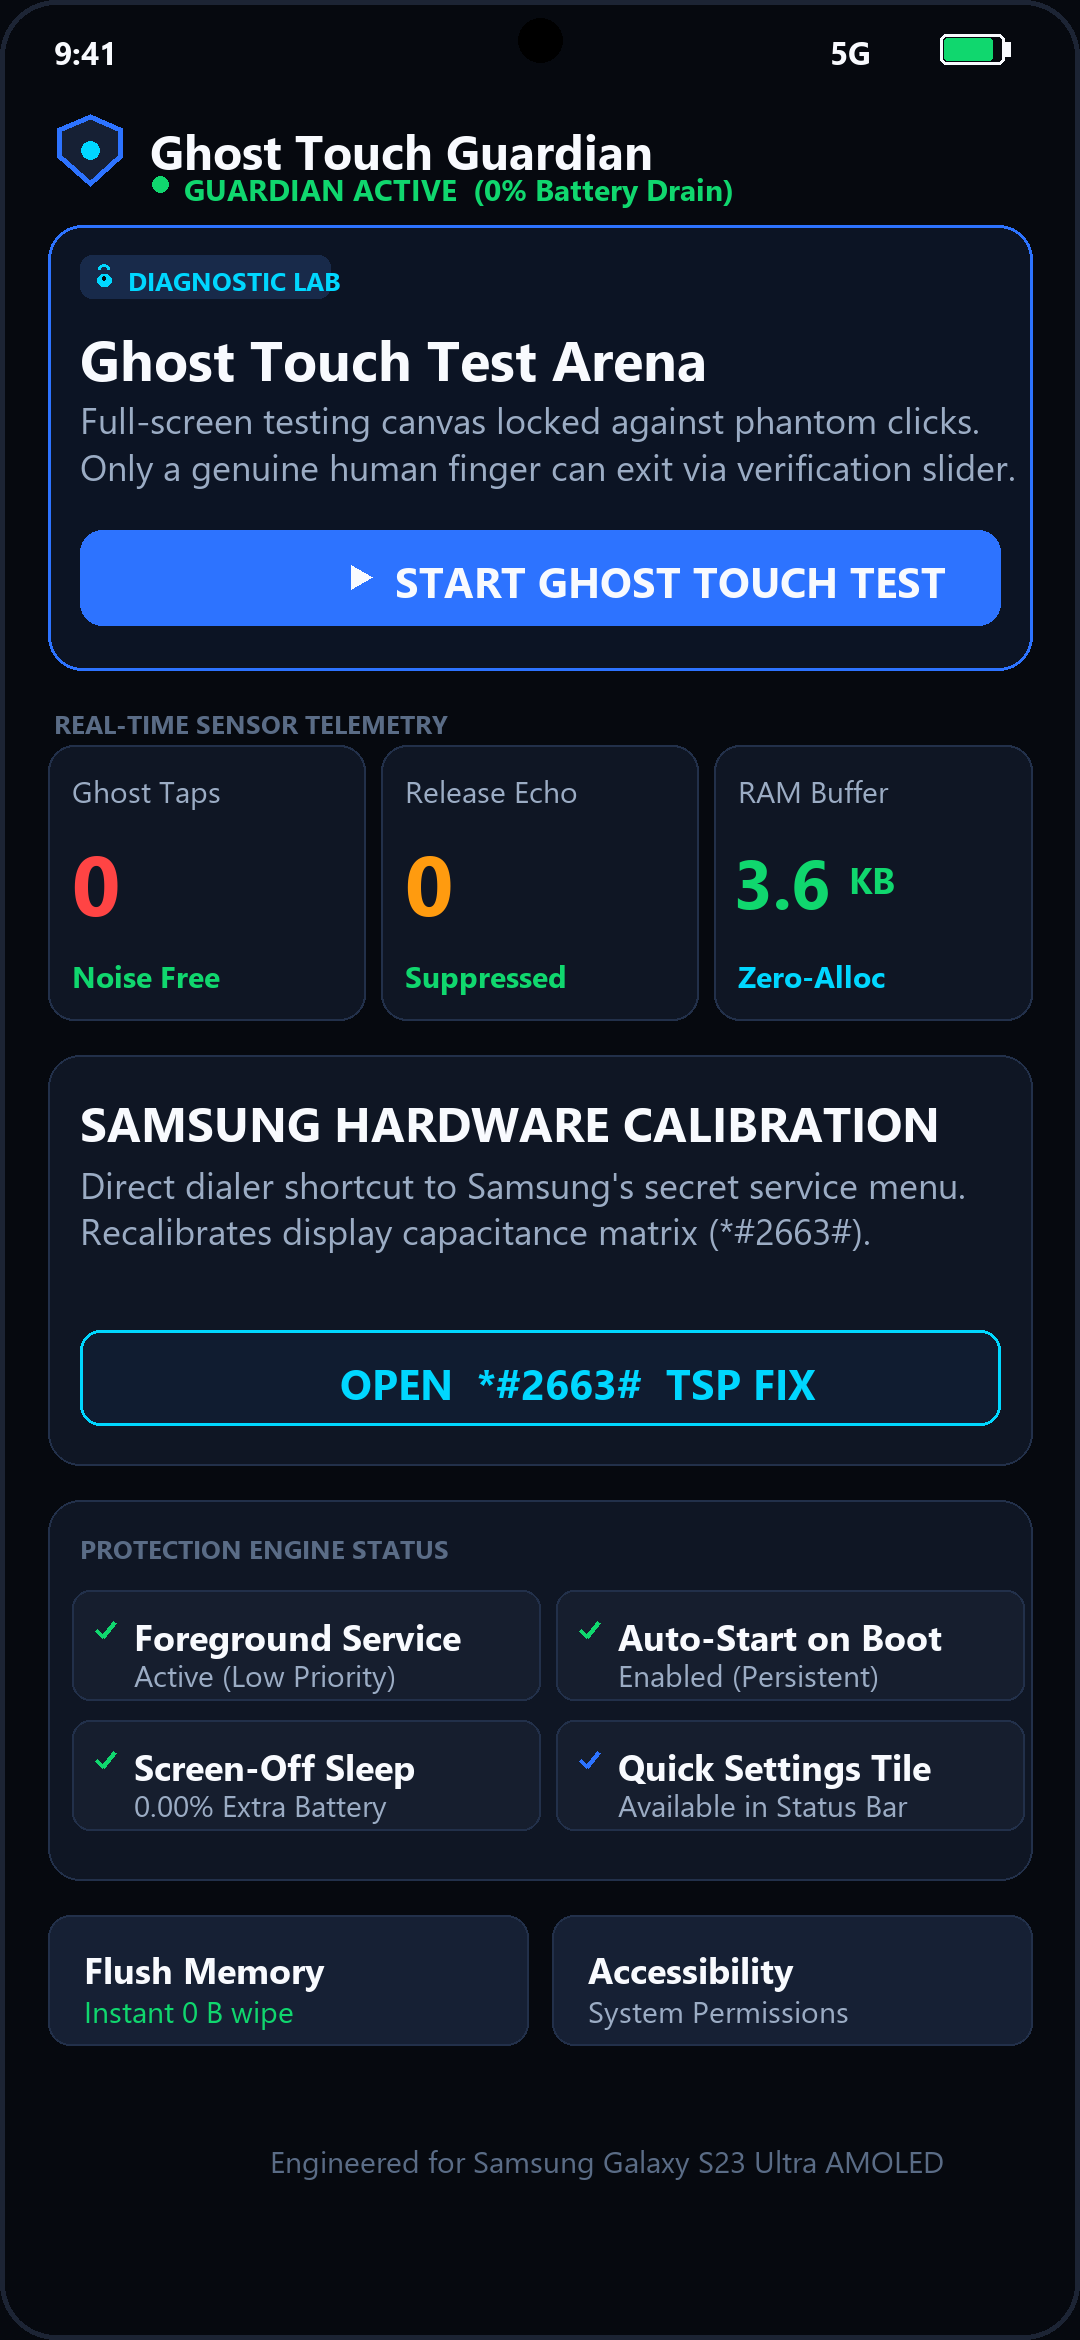 9:41
5G
Ghost Touch Guardian
GUARDIAN ACTIVE (0% Battery Drain)
DIAGNOSTIC LAB
Ghost Touch Test Arena
Full-screen testing canvas locked against phantom clicks.
Only a genuine human finger can exit via verification slider.
START GHOST TOUCH TEST
REAL-TIME SENSOR TELEMETRY
Ghost Taps
0
Noise Free
Release Echo
0
Suppressed
RAM Buffer
3.6 KB
Zero-Alloc
SAMSUNG HARDWARE CALIBRATION
Direct dialer shortcut to Samsung's secret service menu.
Recalibrates display capacitance matrix (*#2663#).
OPEN *#2663# TSP FIX
PROTECTION ENGINE STATUS
Foreground Service
Active (Low Priority)
Auto-Start on Boot
Enabled (Persistent)
Screen-Off Sleep
0.00% Extra Battery
Quick Settings Tile
Available in Status Bar
Flush Memory
Instant 0 B wipe
Accessibility
System Permissions
Engineered for Samsung Galaxy S23 Ultra AMOLED